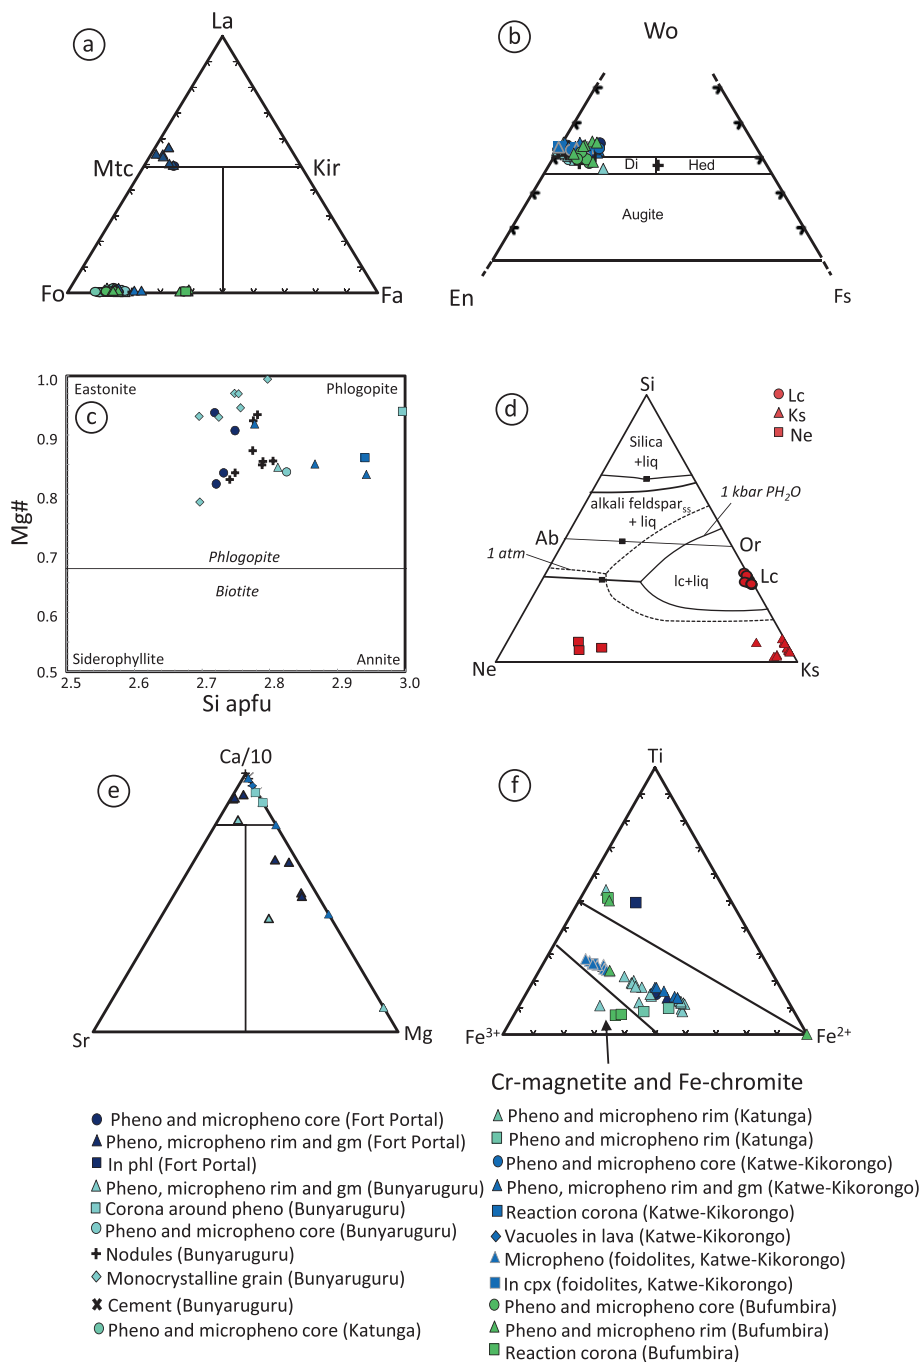 a
La
Mtc
Kir
Fo
Fa
b
Wo
Di
Hed
Augite
En
Fs
c
Mg#
1.0
0.9
0.8
0.7
0.6
0.5
Eastonite
Phlogopite
Phlogopite
Biotite
Siderophyllite
Annite
2.5
2.6
2.7
2.8
2.9
3.0
Si apfu
d
Si
Lc
Ks
Ne
Silica
+liq
1 kbar PH2O
alkali feldsparss
+ liq
Ab
Or
1 atm
lc+liq
Lc
Ne
Ks
e
Ca/10
Sr
Mg
f
Ti
Fe3+
Fe2+
Cr-magnetite and Fe-chromite
Pheno and micropheno core (Fort Portal)
Pheno, micropheno rim and gm (Fort Portal)
In phl (Fort Portal)
Pheno, micropheno rim and gm (Bunyaruguru)
Corona around pheno (Bunyaruguru)
Pheno and micropheno core (Bunyaruguru)
Nodules (Bunyaruguru)
Monocrystalline grain (Bunyaruguru)
Cement (Bunyaruguru)
Pheno and micropheno core (Katunga)
Pheno and micropheno rim (Katunga)
Pheno and micropheno rim (Katunga)
Pheno and micropheno core (Katwe-Kikorongo)
Pheno, micropheno rim and gm (Katwe-Kikorongo)
Reaction corona (Katwe-Kikorongo)
Vacuoles in lava (Katwe-Kikorongo)
Micropheno (foidolites, Katwe-Kikorongo)
In cpx (foidolites, Katwe-Kikorongo)
Pheno and micropheno core (Bufumbira)
Pheno and micropheno rim (Bufumbira)
Reaction corona (Bufumbira)